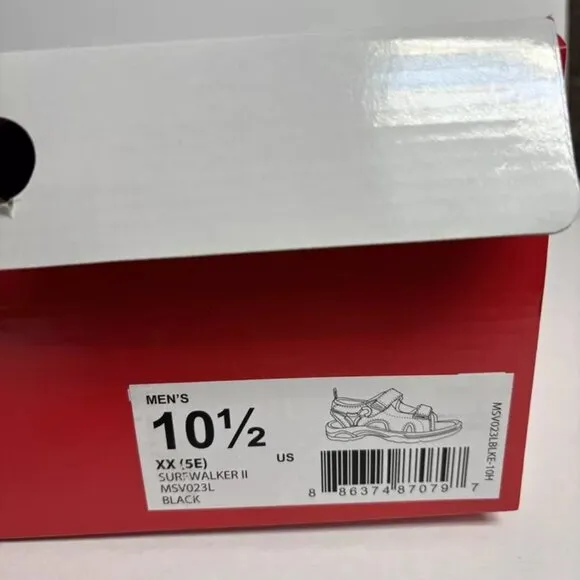 MEN'S
10½
US
XX (5E)
SURFWALKER II
MSV023L
BLACK
8 86374 87079 7
MSV023LBLKE-10H